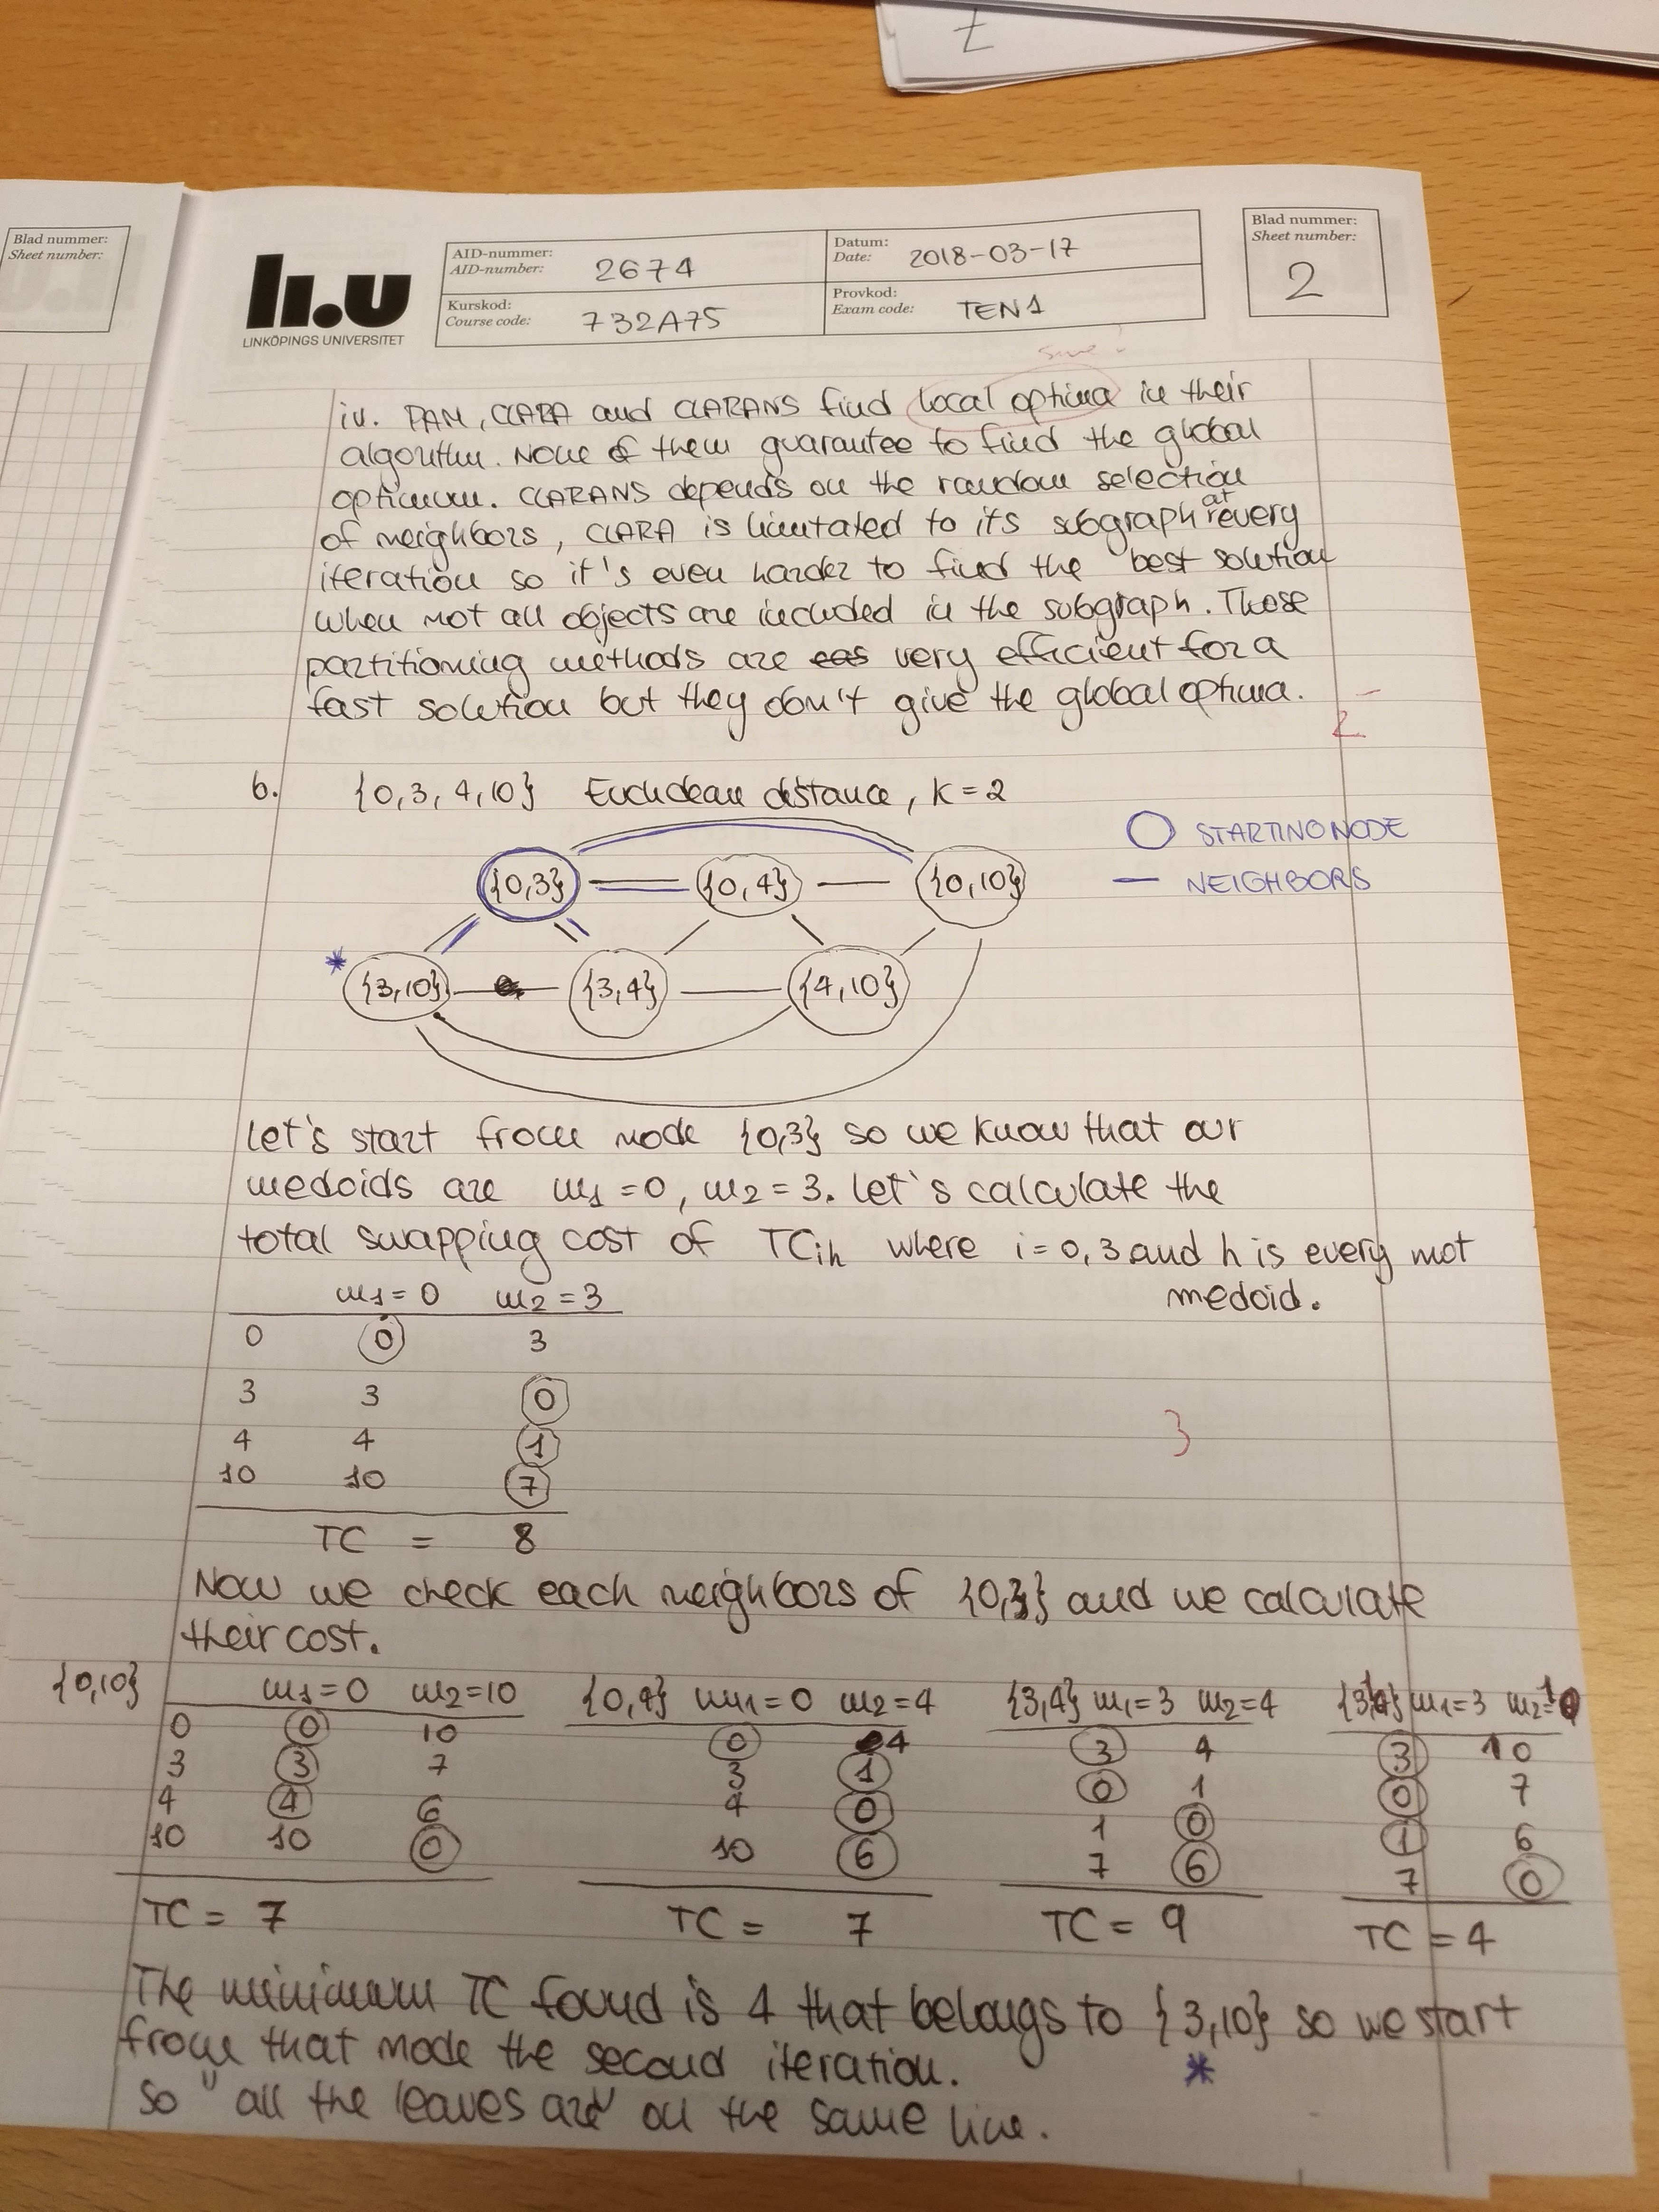 t
Blad nummer:
Sheet number:
li.u
LINKÖPINGS UNIVERSITET
AID-nummer:
AID-number: 2674
Datum:
Date: 2018-03-17
Kurskod:
Course code: 732A75
Provkod:
Exam code: TEN1
Blad nummer:
Sheet number:
2
iv. PAM, CLARA and CLARANS find local optima in their
algorithm. None of them guarantee to find the global
optimum. CLARANS depends on the random selection
of neighbors, CLARA is limitated to its subgraph at every
iteration so it's even harder to find the best solution
when not all objects are included in the subgraph. Those
partitioning methods are very efficient for a
fast solution but they don't give the global optima.
2
6. {0,3,4,10} Euclidean distance, K=2
STARTING NODE
NEIGHBORS
{0,3} {0,4} {0,10}
* {3,10} {3,4} {4,10}
Let's start from node {0,3} so we know that our
medoids are m1=0, m2=3. Let's calculate the
total swapping cost of TCih where i=0,3 and h is every not
medoid.
m1=0 m2=3
0 0 3
3 3 0
4 4 1
10 10 7
TC = 8
3
Now we check each neighbors of {0,3} and we calculate
their cost.
{0,10} m1=0 m2=10 {0,4} m1=0 m2=4 {3,4} m1=3 m2=4 {3,10} m1=3 m2=10
0 0 10 0 4 3 4 3 10
3 3 7 3 1 0 1 0 7
4 4 6 4 0 1 0 1 6
10 10 0 10 6 7 6 7 0
TC = 7 TC = 7 TC = 9 TC = 4
The minimum TC found is 4 that belongs to {3,10} so we start
from that node the second iteration. *
So "all the leaves are" on the same line.